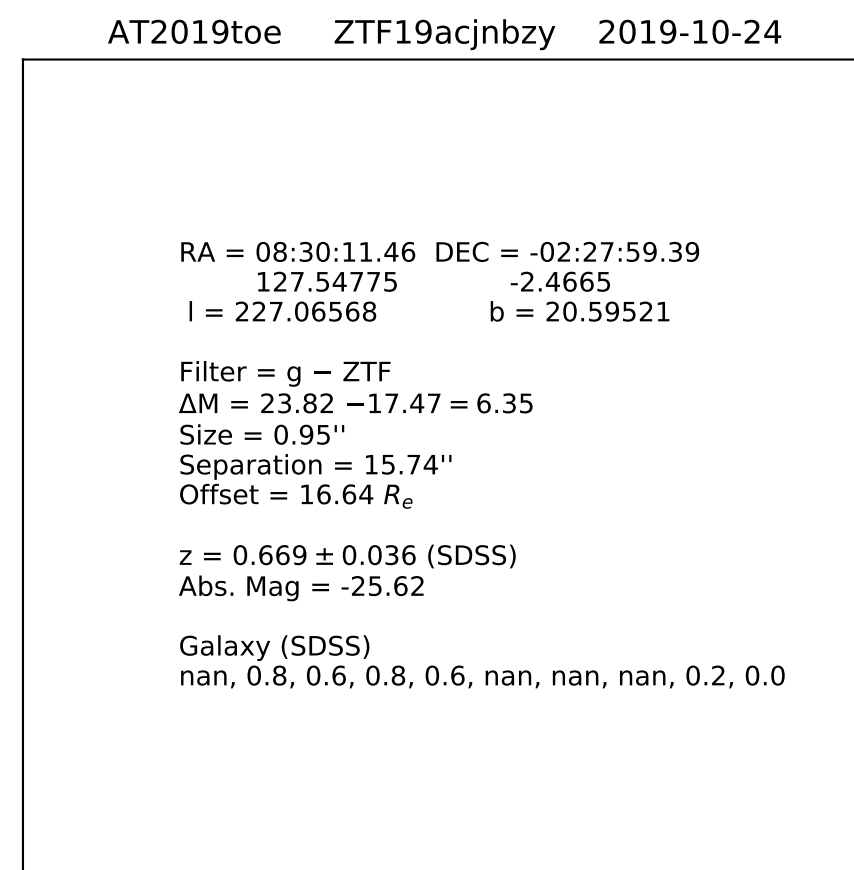 AT2019toe ZTF19acjnbzy 2019-10-24
RA = 08:30:11.46 DEC = -02:27:59.39
127.54775 -2.4665
l = 227.06568 b = 20.59521
Filter = g − ZTF
ΔM = 23.82 −17.47 = 6.35
Size = 0.95''
Separation = 15.74''
Offset = 16.64 Rₑ
z = 0.669 ± 0.036 (SDSS)
Abs. Mag = -25.62
Galaxy (SDSS)
nan, 0.8, 0.6, 0.8, 0.6, nan, nan, nan, 0.2, 0.0